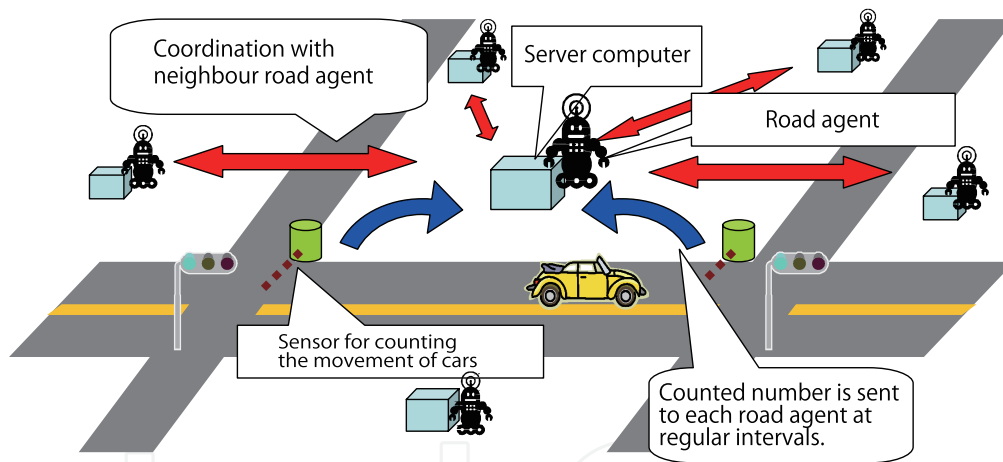 Coordination with
neighbour road agent
Server computer
Road agent
Sensor for counting
the movement of cars
Counted number is sent
to each road agent at
regular intervals.